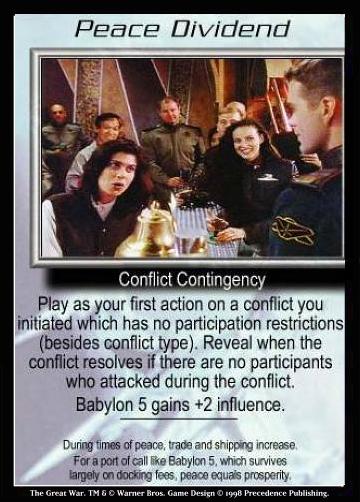 Peace Dividend
Conflict Contingency
Play as your first action on a conflict you
initiated which has no participation restrictions
(besides conflict type). Reveal when the
conflict resolves if there are no participants
who attacked during the conflict.
Babylon 5 gains +2 influence.
During times of peace, trade and shipping increase.
For a port of call like Babylon 5, which survives
largely on docking fees, peace equals prosperity.
The Great War. TM & © Warner Bros. Game Design © 1998 Precedence Publishing.